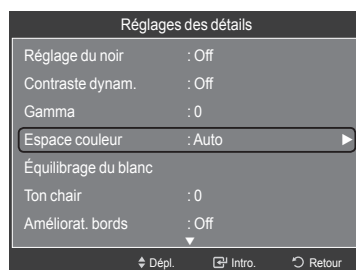 Réglages des détails
Réglage du noir : Off
Contraste dynam. : Off
Gamma : 0
Espace couleur : Auto
Équilibrage du blanc
Ton chair : 0
Améliorat. bords : Off
Dépl. Intro. Retour